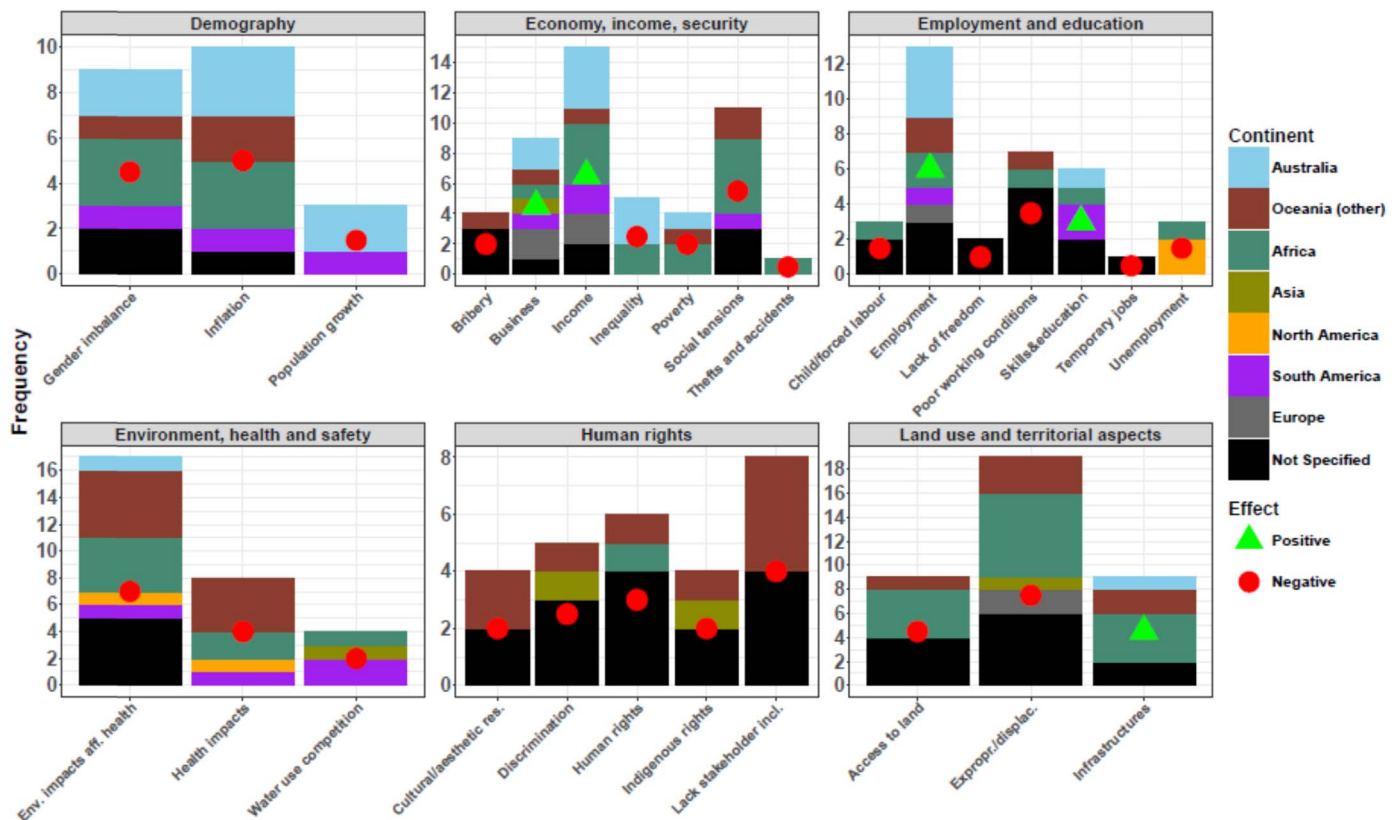 Demography
Economy, income, security
Employment and education
10
8
6
4
2
0
14
12
10
8
6
4
2
0
12
10
8
6
4
2
0
Gender imbalance
Inflation
Population growth
Bribery
Business
Income
Inequality
Poverty
Social tensions
Thefts and accidents
Child/forced labour
Employment
Lack of freedom
Poor working conditions
Skills&education
Temporary jobs
Unemployment
Frequency
Environment, health and safety
Human rights
Land use and territorial aspects
16
14
12
10
8
6
4
2
0
8
6
4
2
0
18
16
14
12
10
9
8
6
4
2
0
Env. impacts aff. health
Health impacts
Water use competition
Cultural/aesthetic res.
Discrimination
Human rights
Indigenous rights
Lack stakeholder incl.
Access to land
Expropr./displac.
Infrastructures
Continent
Australia
Oceania (other)
Africa
Asia
North America
South America
Europe
Not Specified
Effect
Positive
Negative